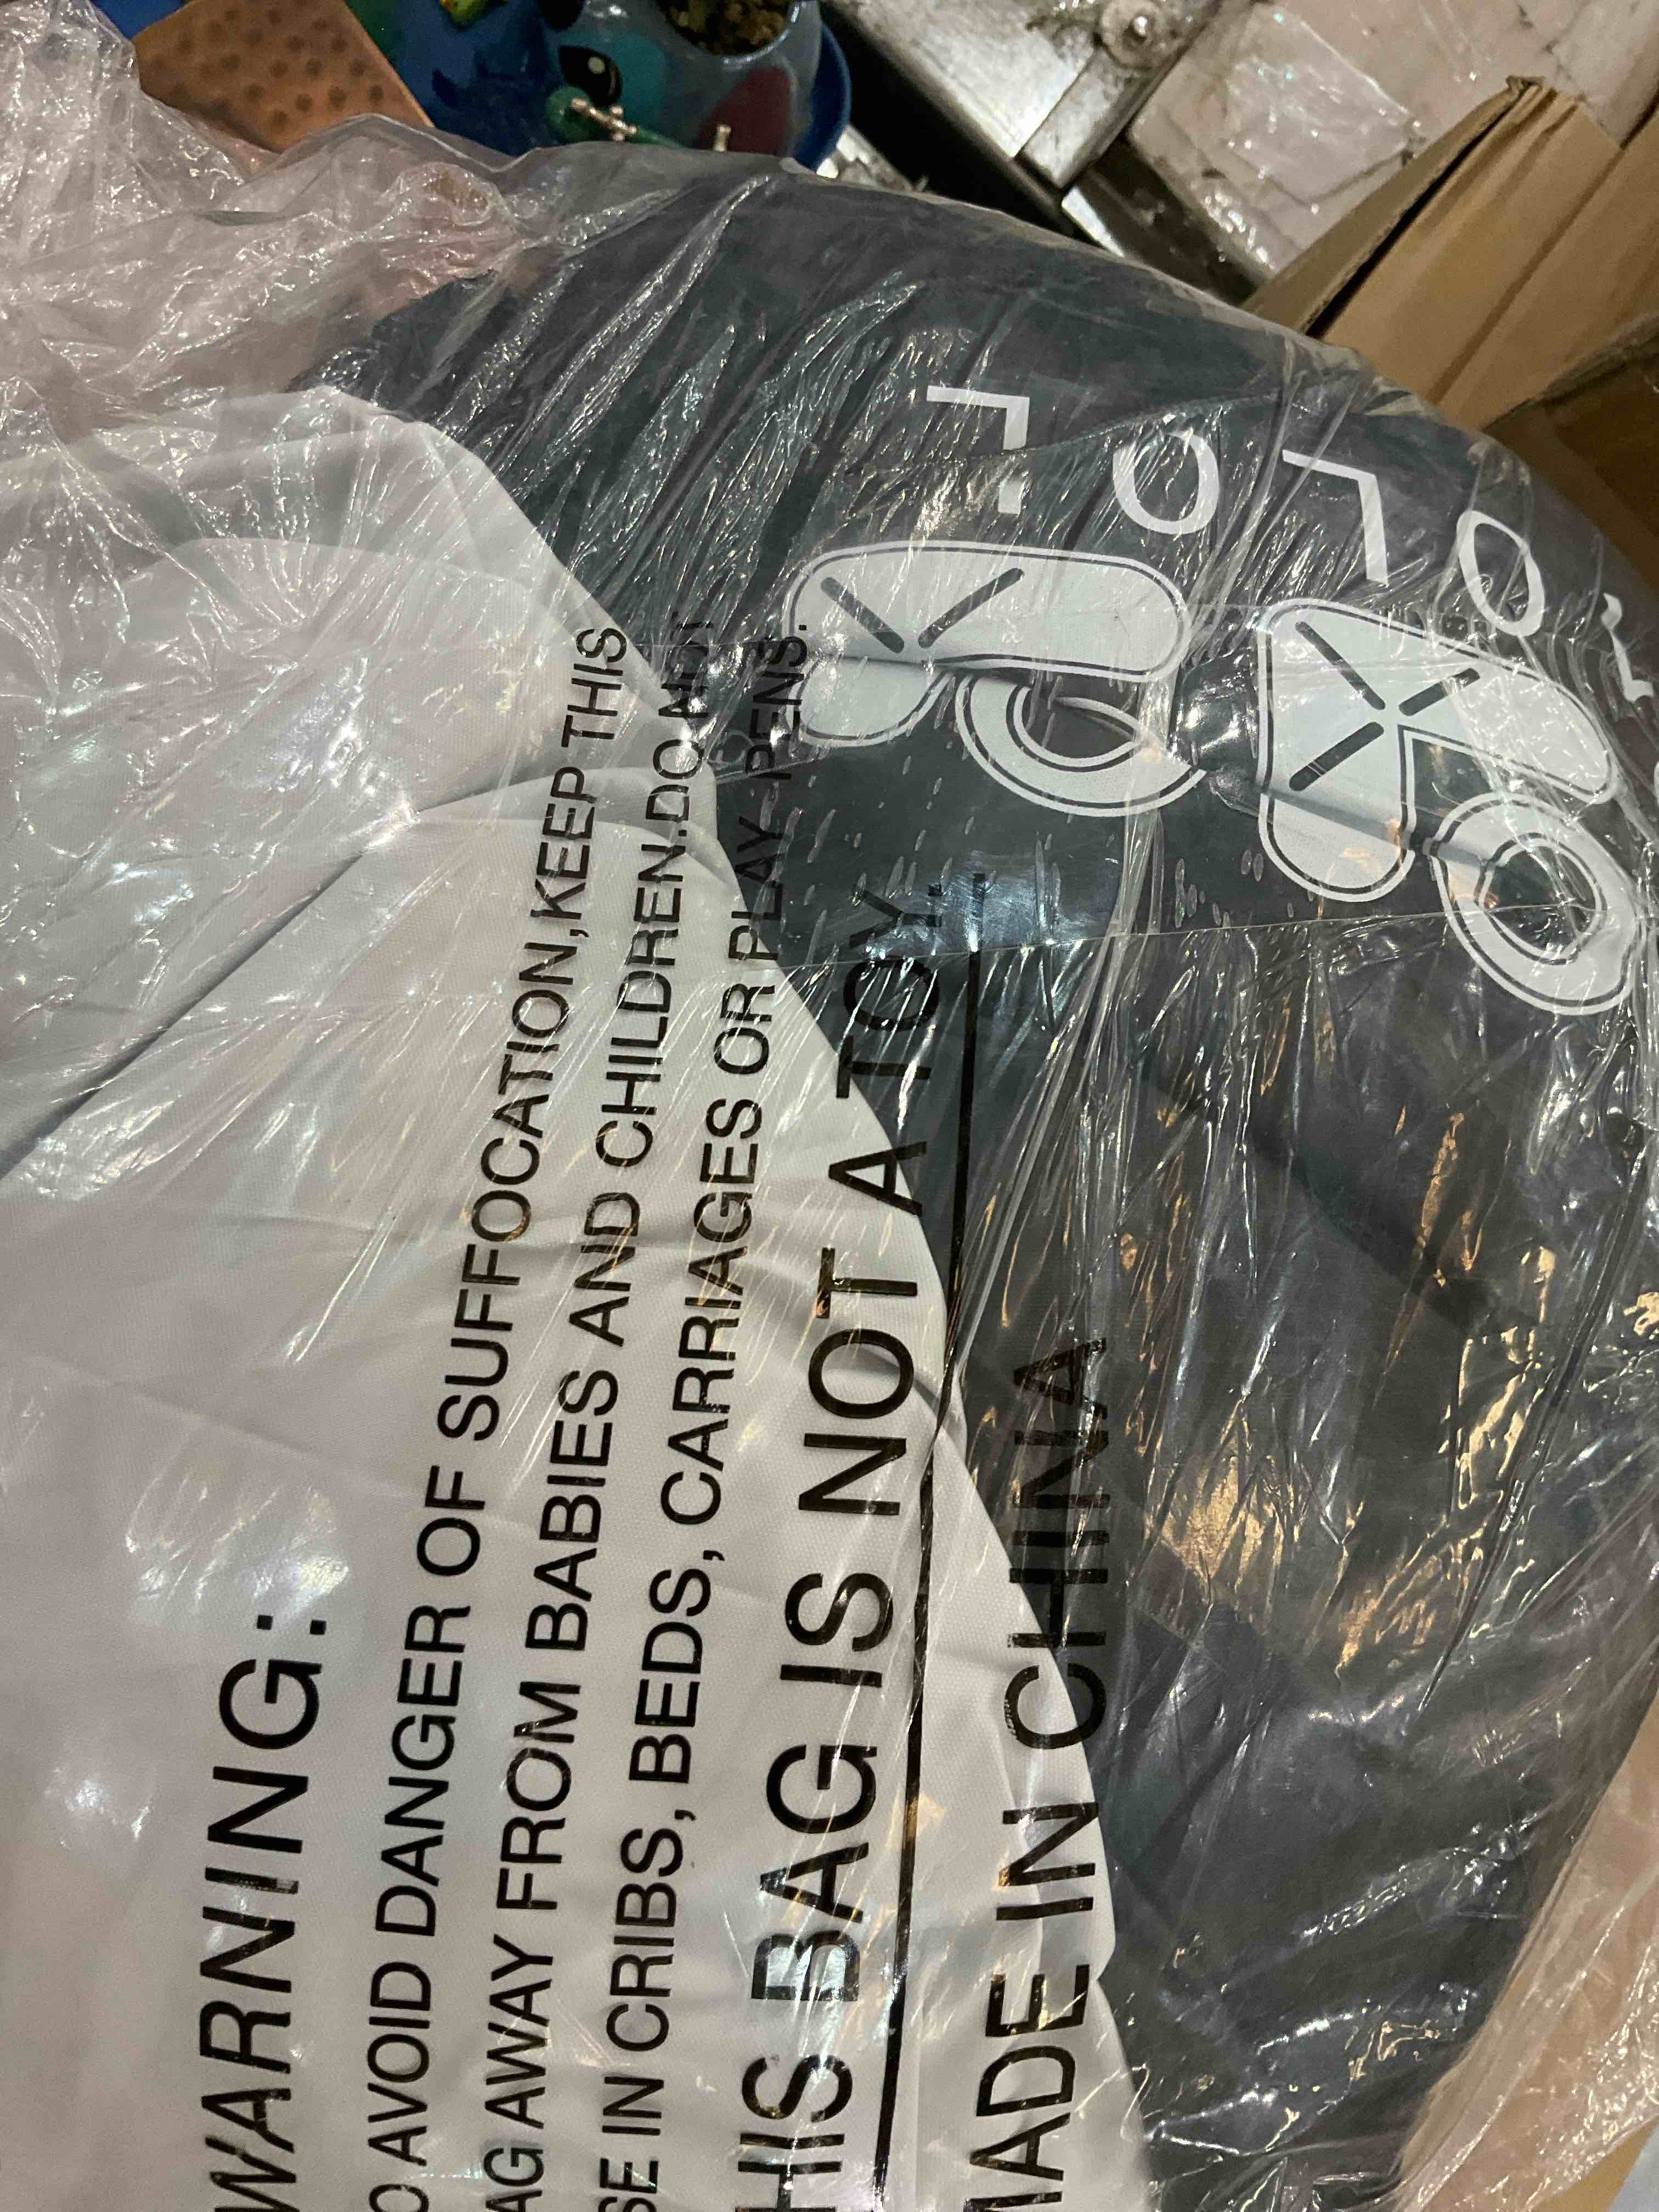 WARNING:
O AVOID DANGER OF SUFFOCATION,KEEP THIS
AG AWAY FROM BABIES AND CHILDREN.DO NOT
SE IN CRIBS, BEDS, CARRIAGES OR PLAY PENS.
HIS BAG IS NOT A TOY.
MADE IN CHINA